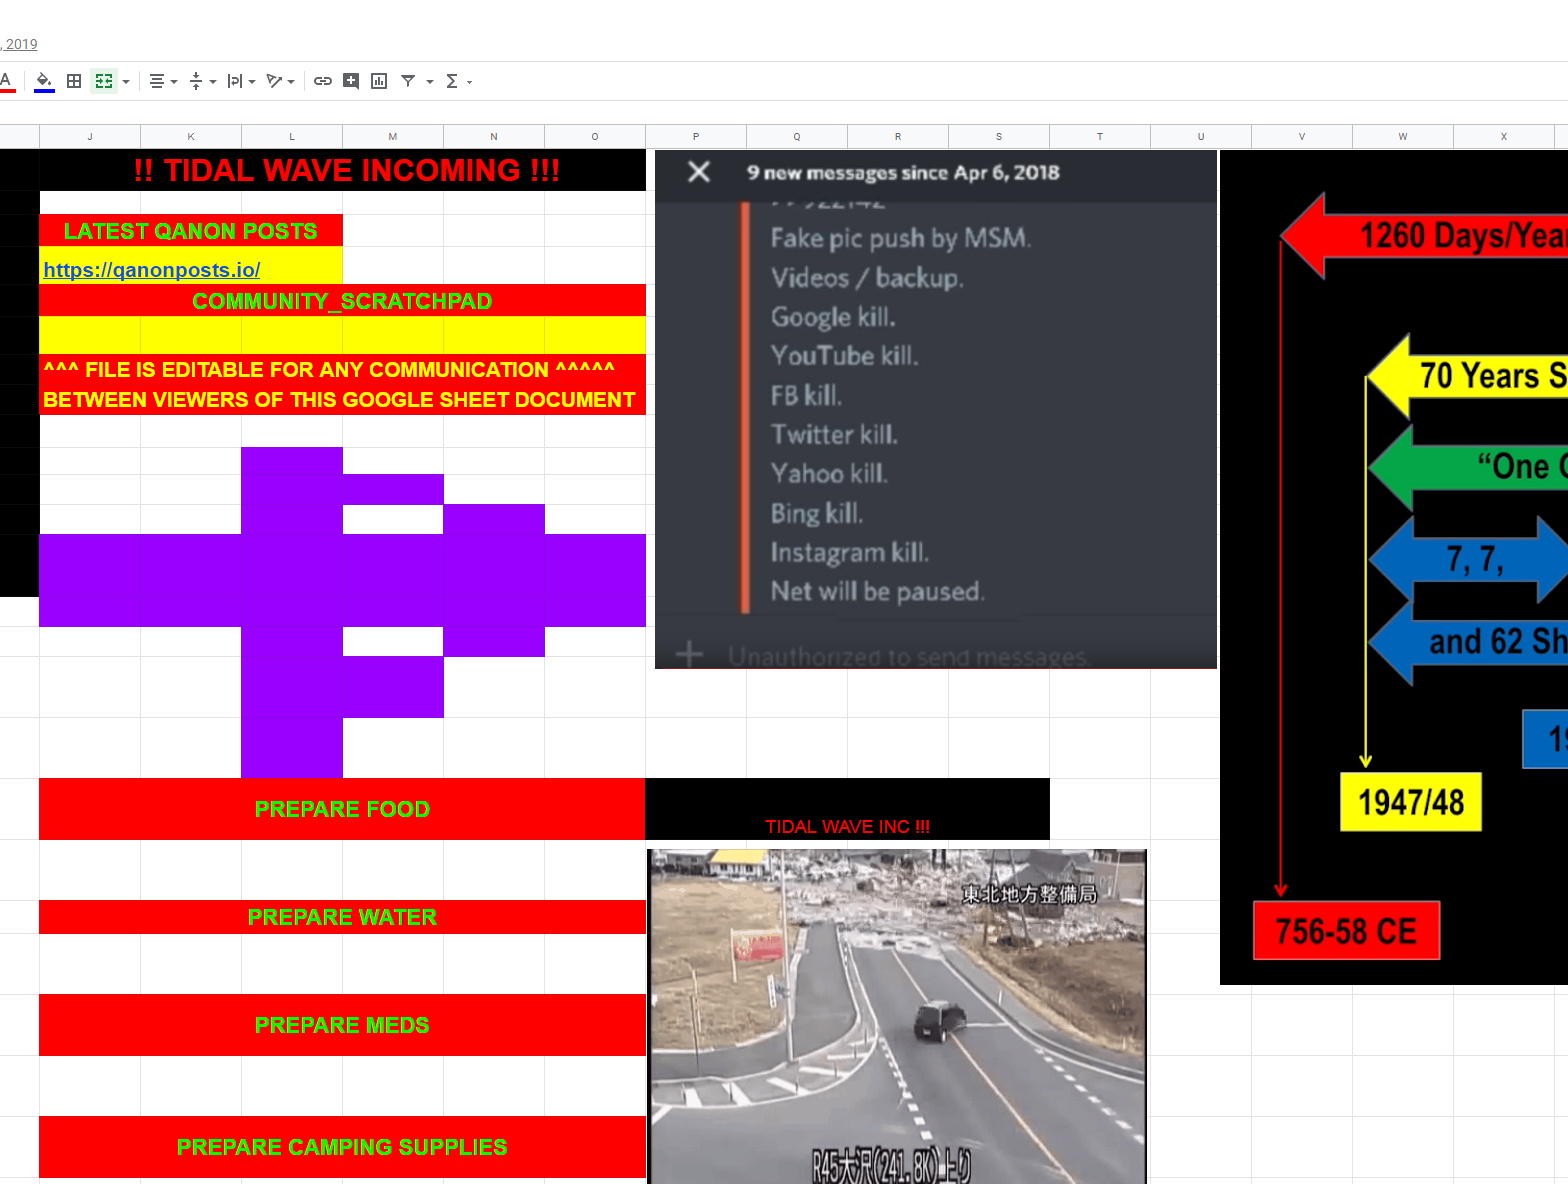 , 2019
A
J K L M N O P Q R S T U V W X
!! TIDAL WAVE INCOMING !!!
LATEST QANON POSTS
https://qanonposts.io/
COMMUNITY_SCRATCHPAD
^^^ FILE IS EDITABLE FOR ANY COMMUNICATION ^^^^^
BETWEEN VIEWERS OF THIS GOOGLE SHEET DOCUMENT
PREPARE FOOD
PREPARE WATER
PREPARE MEDS
PREPARE CAMPING SUPPLIES
9 new messages since Apr 6, 2018
Fake pic push by MSM.
Videos / backup.
Google kill.
YouTube kill.
FB kill.
Twitter kill.
Yahoo kill.
Bing kill.
Instagram kill.
Net will be paused.
Unauthorized to send messages.
TIDAL WAVE INC !!!
東北地方整備局
R45大沢(241.8K)上り
1260 Days/Year
70 Years S
“One
7, 7,
and 62 Sh
19
1947/48
756-58 CE